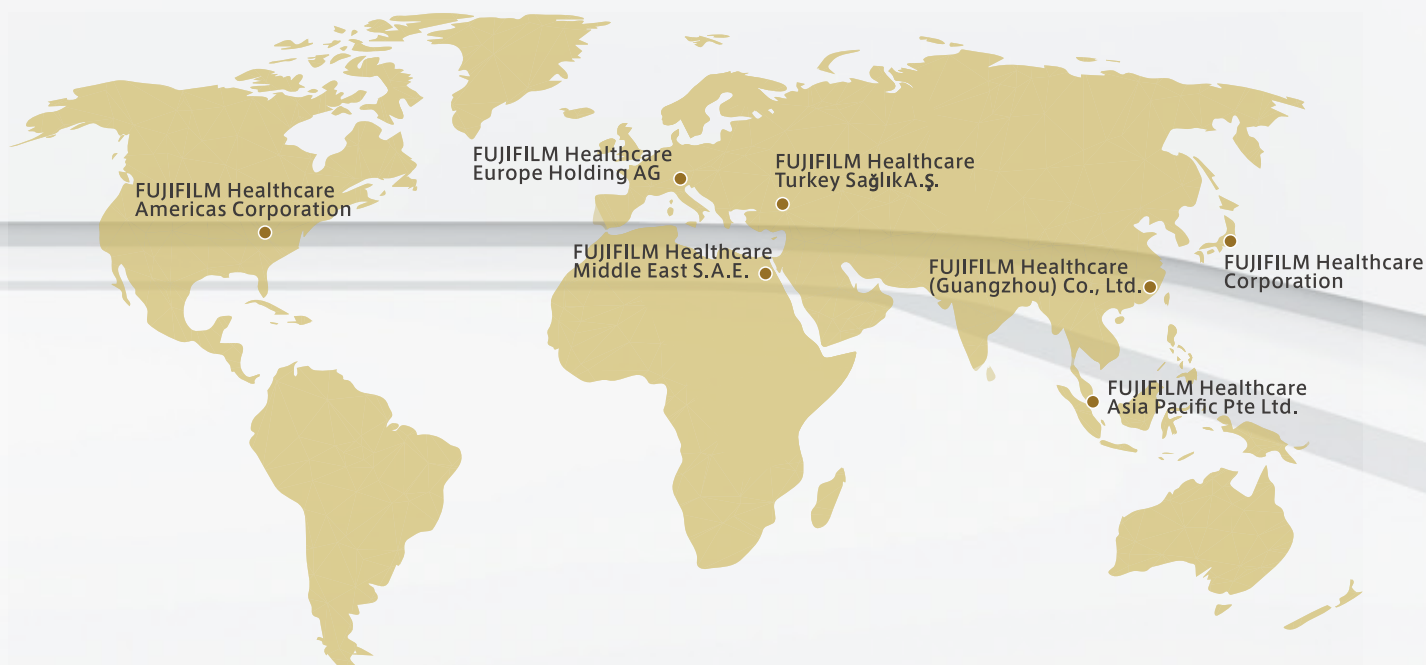 FUJIFILM Healthcare
Europe Holding AG
FUJIFILM Healthcare
Turkey SağlıkA.Ş.
FUJIFILM Healthcare
Americas Corporation
FUJIFILM Healthcare
Middle East S.A.E.
FUJIFILM Healthcare
(Guangzhou) Co., Ltd.
FUJIFILM Healthcare
Corporation
FUJIFILM Healthcare
Asia Pacific Pte Ltd.